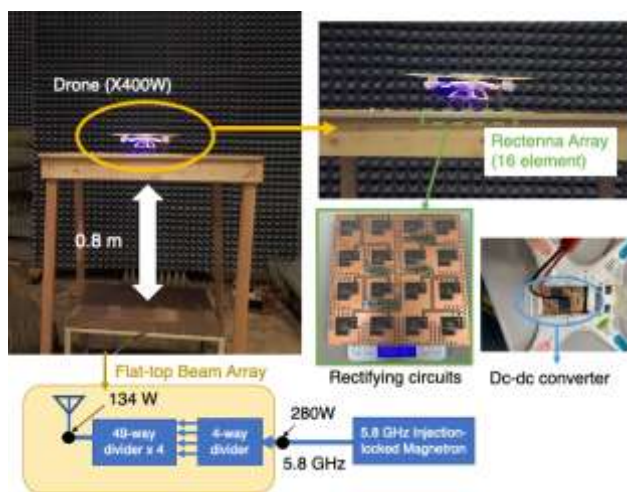 Drone (X400W)
0.8 m
Rectenna Array
(16 element)
Rectifying circuits
Dc-dc converter
Flat-top Beam Array
134 W
49-way
divider x 4
4-way
divider
280W
5.8 GHz
5.8 GHz Injection-
locked Magnetron